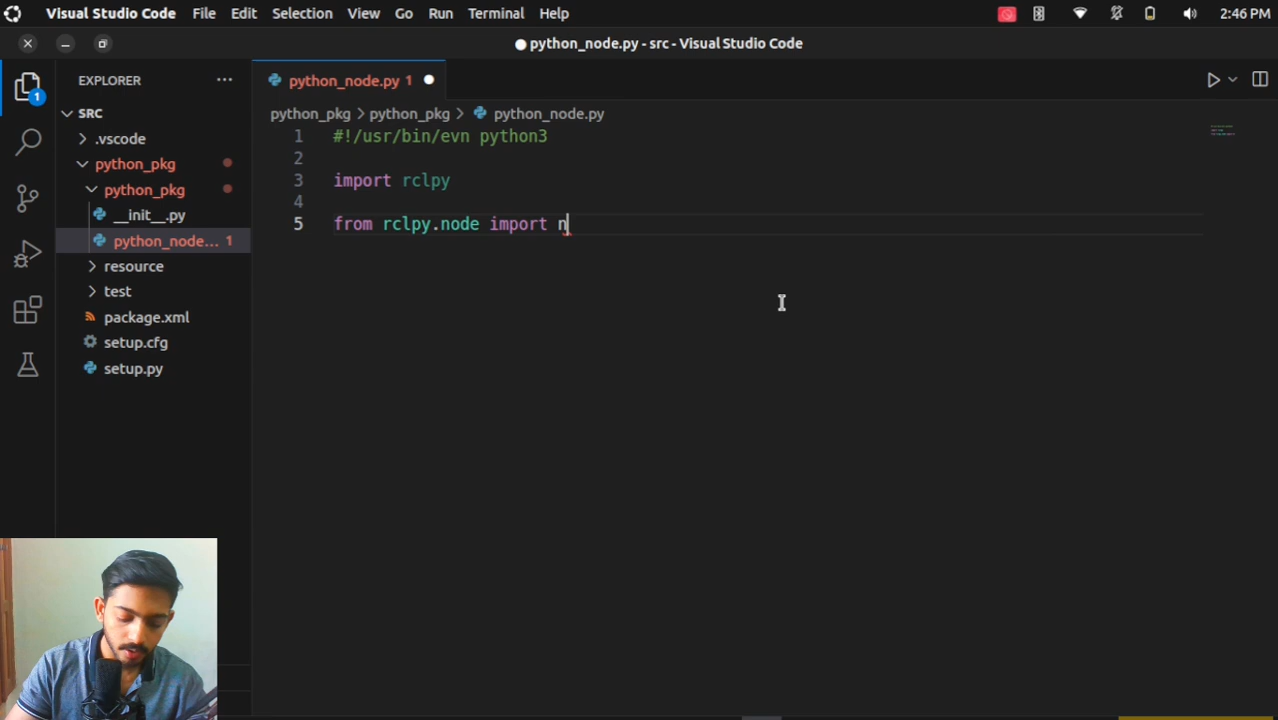 Visual Studio Code File Edit Selection View Go Run Terminal Help 2:46 PM
python_node.py - src - Visual Studio Code
EXPLORER
python_node.py 1
SRC
python_pkg > python_pkg > python_node.py
.vscode
python_pkg
python_pkg
__init__.py
python_node... 1
resource
test
package.xml
setup.cfg
setup.py
1
1 #!/usr/bin/evn python3
2
3 import rclpy
4
5 from rclpy.node import n